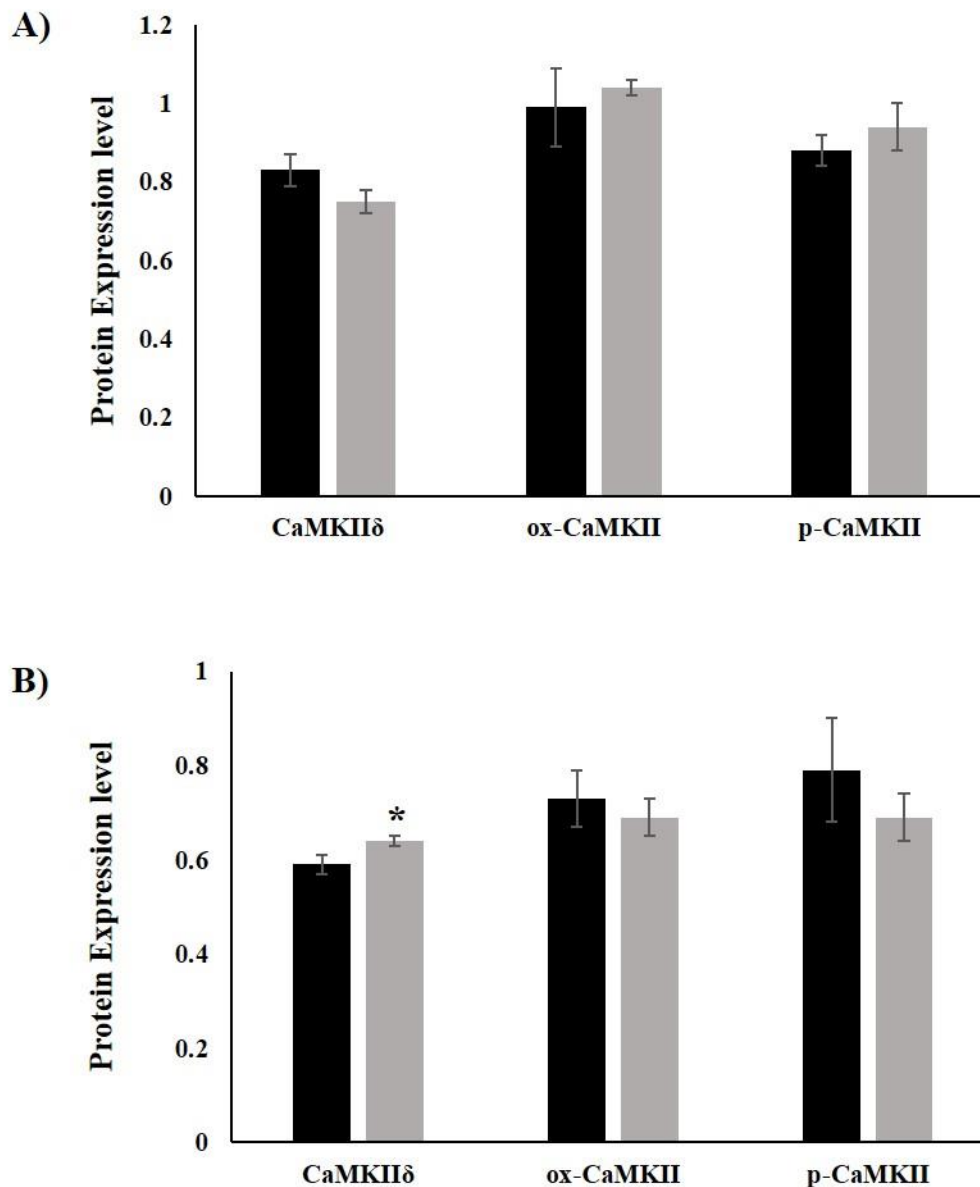 A)
Protein Expression level
1.2
1
0.8
0.6
0.4
0.2
0
CaMKIIδ ox-CaMKII p-CaMKII
B)
Protein Expression level
1
0.8
0.6
0.4
0.2
0
*
CaMKIIδ ox-CaMKII p-CaMKII